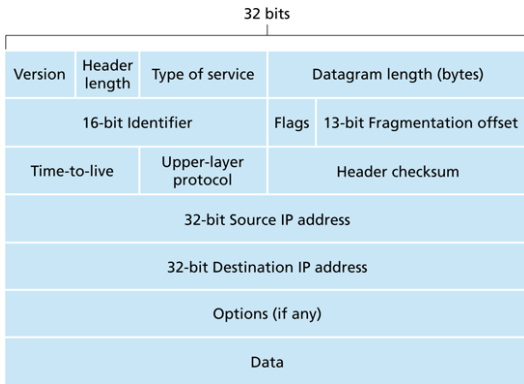 32 bits
Version
Header
length
Type of service
Datagram length (bytes)
16-bit Identifier
Flags
13-bit Fragmentation offset
Time-to-live
Upper-layer
protocol
Header checksum
32-bit Source IP address
32-bit Destination IP address
Options (if any)
Data